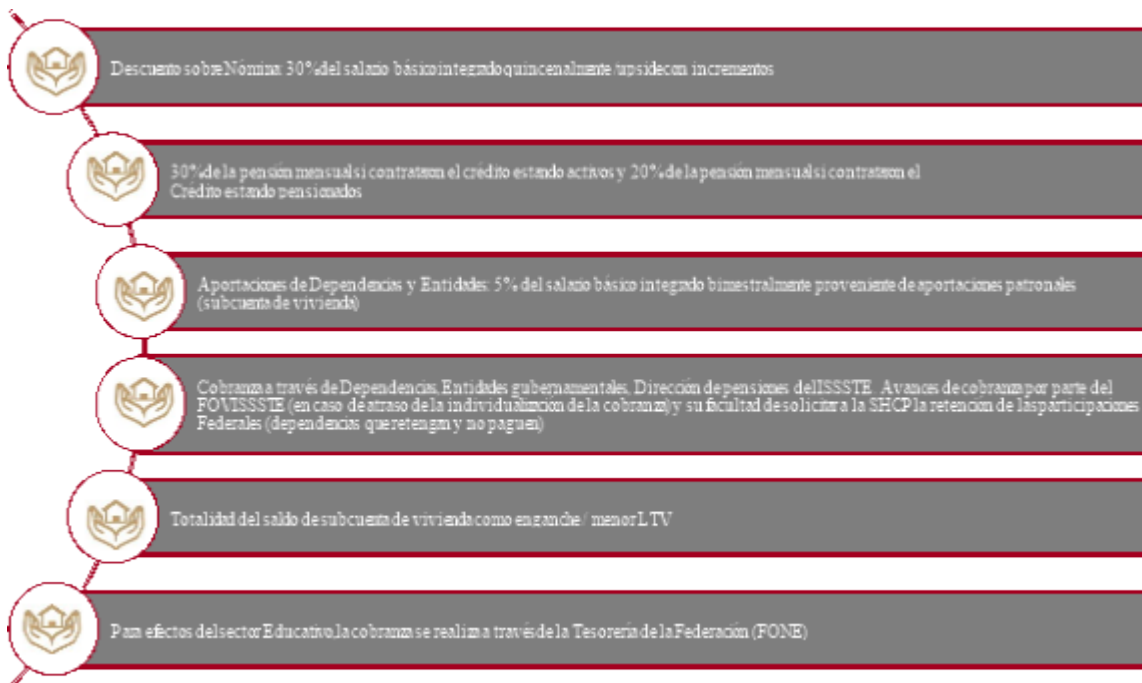 Descuento sobre Nómina: 30% del salario básico integrado quincenalmente /upside con incrementos
30% de la pensión mensual si contrataron el crédito estando activos y 20% de la pensión mensual si contrataron el
Crédito estando pensionados
Aportaciones de Dependencias y Entidades: 5% del salario básico integrado bimestralmente proveniente de aportaciones patronales
(subcuenta de vivienda)
Cobranza a través de Dependencias, Entidades gubernamentales, Dirección de pensiones del ISSSTE. Avances de cobranza por parte del
FOVISSSTE (en caso de atraso de la individualización de la cobranza) y su facultad de solicitar a la SHCP la retención de las participaciones
Federales (dependencias que retengan y no paguen)
Totalidad del saldo de subcuenta de vivienda como enganche / menor LTV
Para efectos del sector Educativo, la cobranza se realiza a través de la Tesorería de la Federación (FONE)